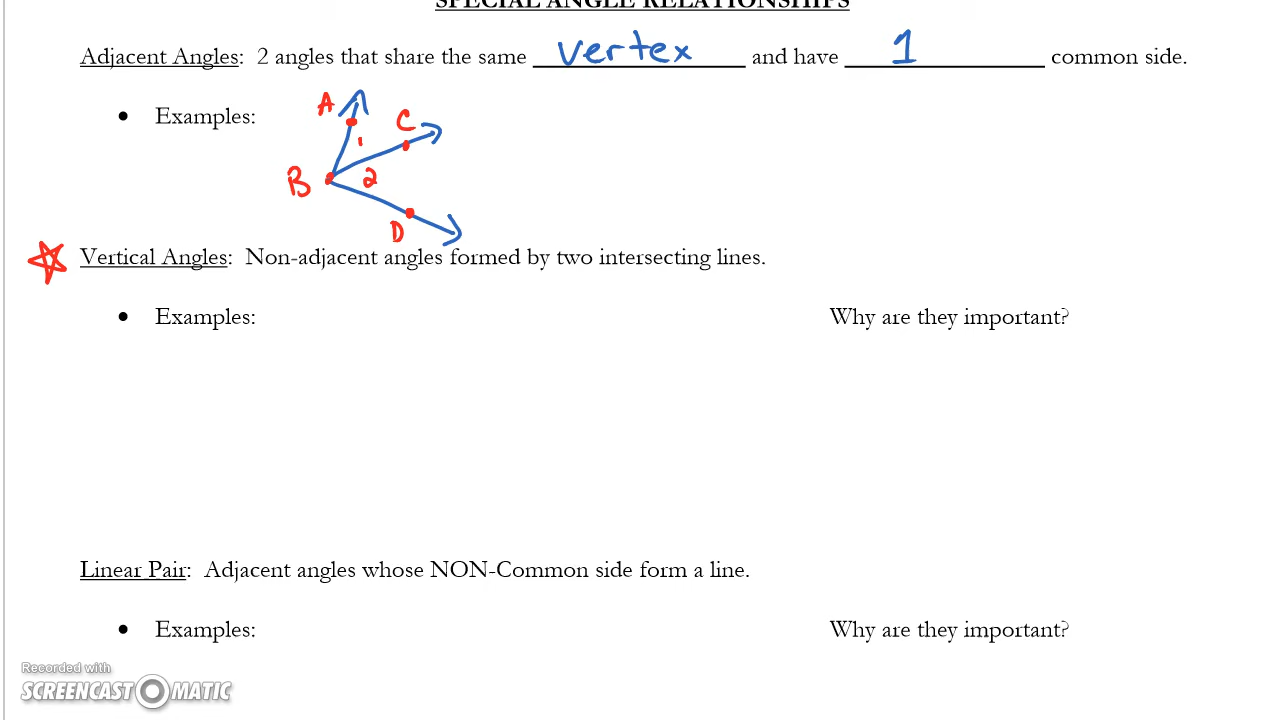 SPECIAL ANGLE RELATIONSHIPS
Adjacent Angles: 2 angles that share the same vertex and have 1 common side.
• Examples:
A
C
1
B
2
D
Vertical Angles: Non-adjacent angles formed by two intersecting lines.
• Examples: Why are they important?
Linear Pair: Adjacent angles whose NON-Common side form a line.
• Examples: Why are they important?
Recorded with
SCREENCAST-O-MATIC